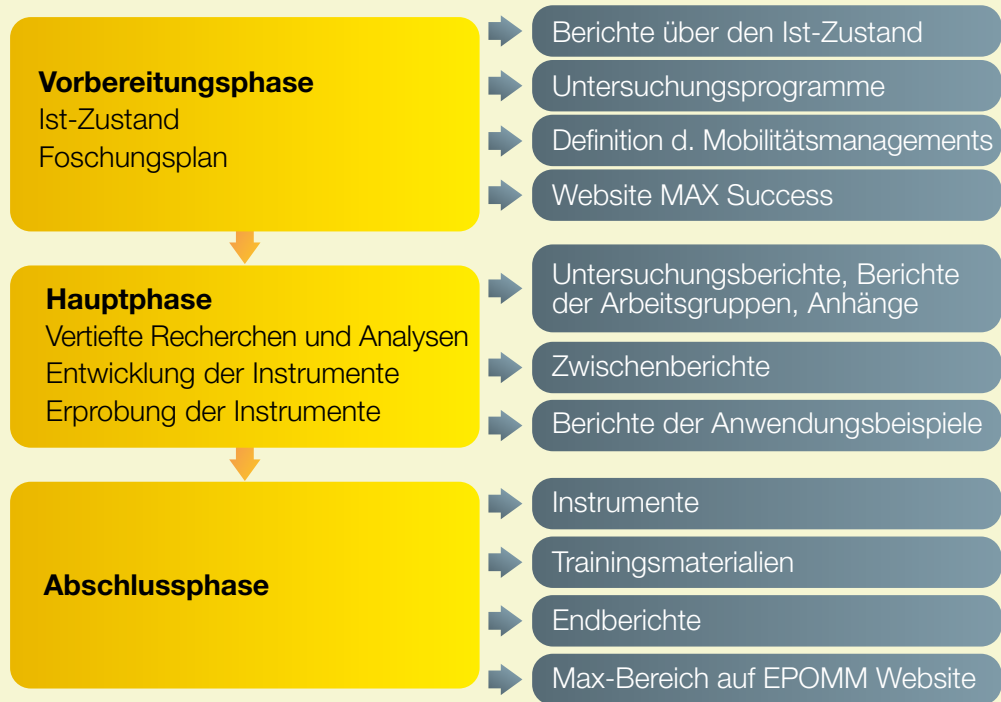 Vorbereitungsphase
Ist-Zustand
Foschungsplan
Berichte über den Ist-Zustand
Untersuchungsprogramme
Definition d. Mobilitätsmanagements
Website MAX Success
Hauptphase
Vertiefte Recherchen und Analysen
Entwicklung der Instrumente
Erprobung der Instrumente
Untersuchungsberichte, Berichte
der Arbeitsgruppen, Anhänge
Zwischenberichte
Berichte der Anwendungsbeispiele
Abschlussphase
Instrumente
Trainingsmaterialien
Endberichte
Max-Bereich auf EPOMM Website